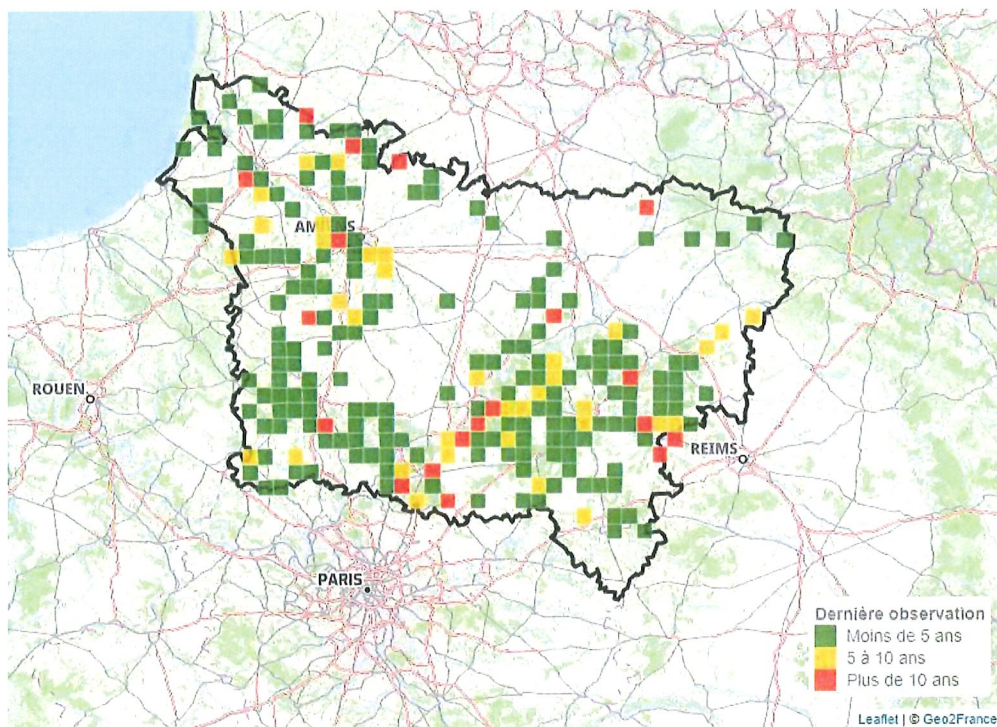 AMIENS
ROUEN
REIMS
PARIS
Dernière observation
Moins de 5 ans
5 à 10 ans
Plus de 10 ans
Leaflet | © Geo2France